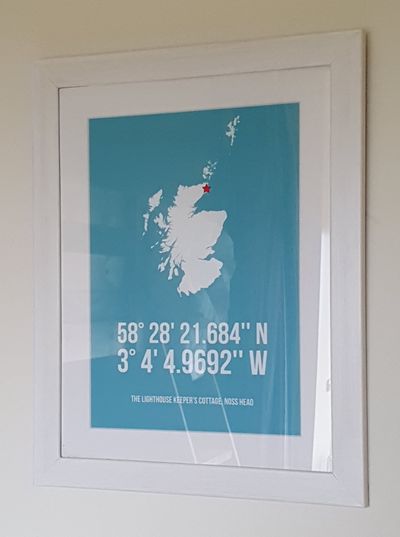 58° 28' 21.684" N
3° 4' 4.9692" W
THE LIGHTHOUSE KEEPER'S COTTAGE, NOSS HEAD